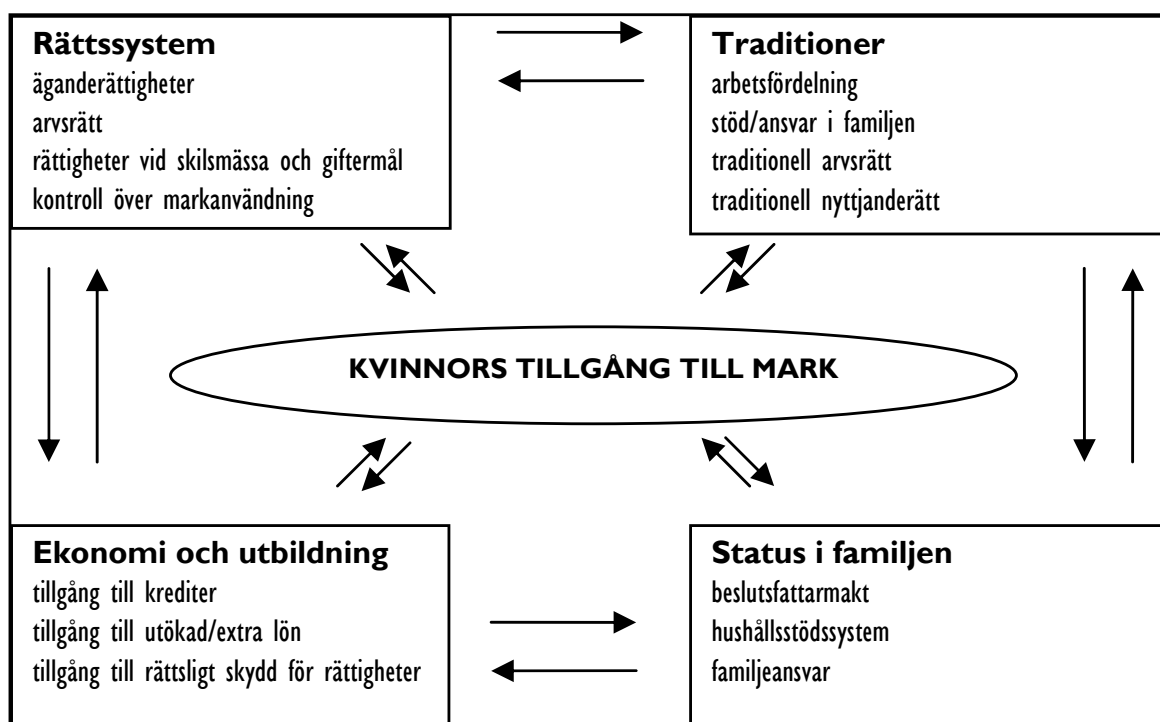 Rättssystem
äganderättigheter
arvsrätt
rättigheter vid skilsmässa och giftermål
kontroll över markanvändning
Traditioner
arbetsfördelning
stöd/ansvar i familjen
traditionell arvsrätt
traditionell nyttjanderätt
KVINNORS TILLGÅNG TILL MARK
Ekonomi och utbildning
tillgång till krediter
tillgång till utökad/extra lön
tillgång till rättsligt skydd för rättigheter
Status i familjen
beslutsfattarmakt
hushållsstödssystem
familjeansvar